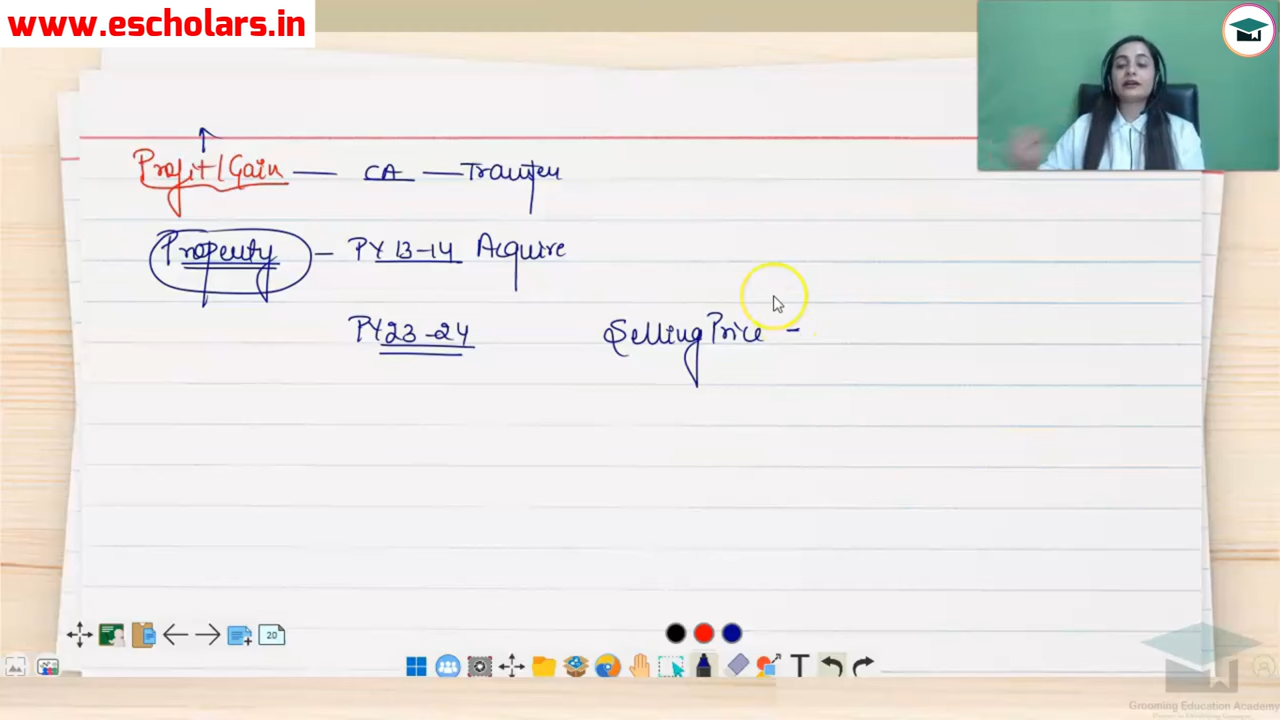 www.escholars.in
Profit/Gain — CA — Transfer
Property - PY 13-14 Acquire
PY 23-24 Selling Price -
20
T
Grooming Education Academy